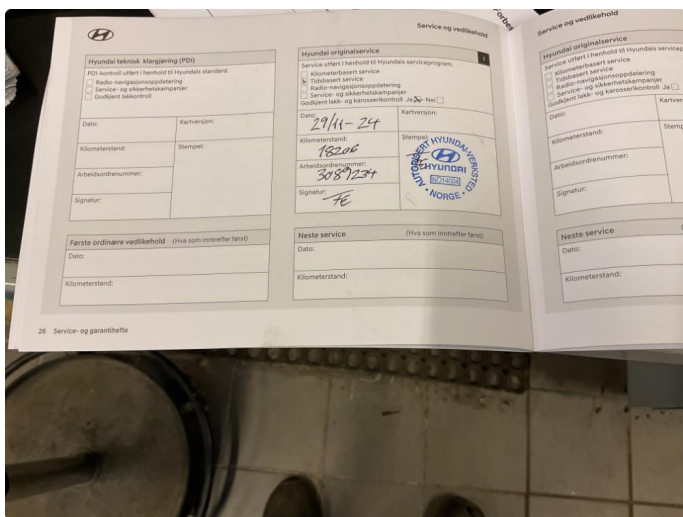 Service og vedlikehold
Hyundai teknisk klargjøring (PDI)
PDI-kontroll utført i henhold til Hyundais standard.
Radio-navigasjonsoppdatering
Service- og sikkerhetskampanjer
Godkjent lakkontroll
Dato:
Kartversjon:
Kilometerstand:
Stempel:
Arbeidsordrenummer:
Signatur:
Første ordinære vedlikehold (Hva som inntreffer først)
Dato:
Kilometerstand:
26 Service- og garantihefte
Hyundai originalservice
1
Service utført i henhold til Hyundais serviceprogram.
Kilometerbasert service
Tidsbasert service
Radio-navigasjonsoppdatering
Service- og sikkerhetskampanjer
Godkjent lakk- og karosserikontroll Ja Nei
Dato:
29/11-24
Kartversjon:
Kilometerstand:
18206
Stempel:
AUTORISERT HYUNDAI-VERKSTED
HYUNDAI
NO14004
NORGE
Arbeidsordrenummer:
3089234
Signatur:
FE
Neste service (Hva som inntreffer først)
Dato:
Kilometerstand:
Service og vedlikehold
Hyundai originalservice
Service utført i henhold til Hyundais
Kilometerbasert service
Tidsbasert service
Radio-navigasjonsoppdatering
Service- og sikkerhetskampanjer
Godkjent lakk- og karosserikontroll Ja
Dato:
Kilometerstand:
Arbeidsordrenummer:
Signatur:
Neste service
Dato:
Kilometerstand: